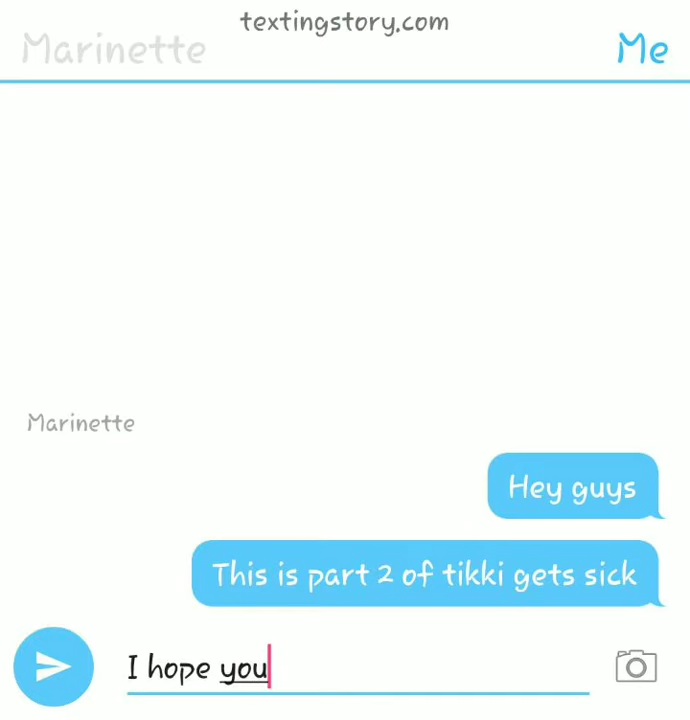 textingstory.com
Marinette
Me
Marinette
Hey guys
This is part 2 of tikki gets sick
I hope you